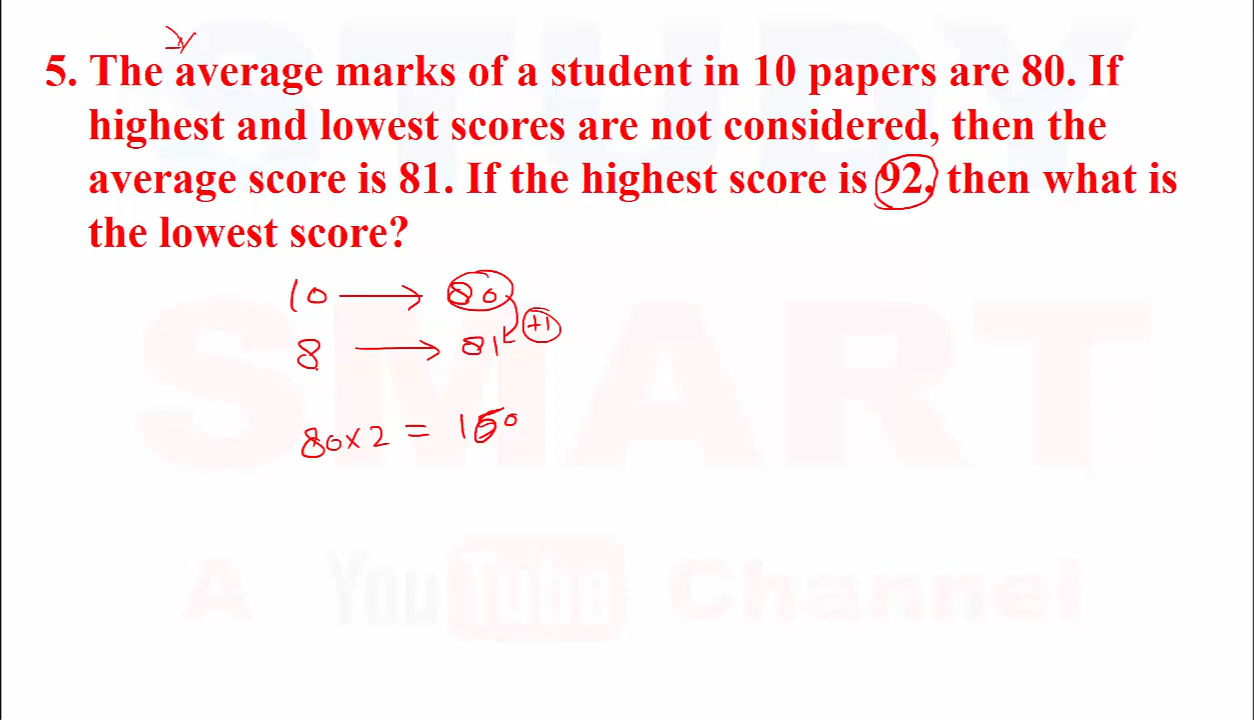 5. The average marks of a student in 10 papers are 80. If
highest and lowest scores are not considered, then the
average score is 81. If the highest score is 92, then what is
the lowest score?
10 → 80
+1
8 → 81
80×2 = 160
STUDY
SMART
A YouTube Channel